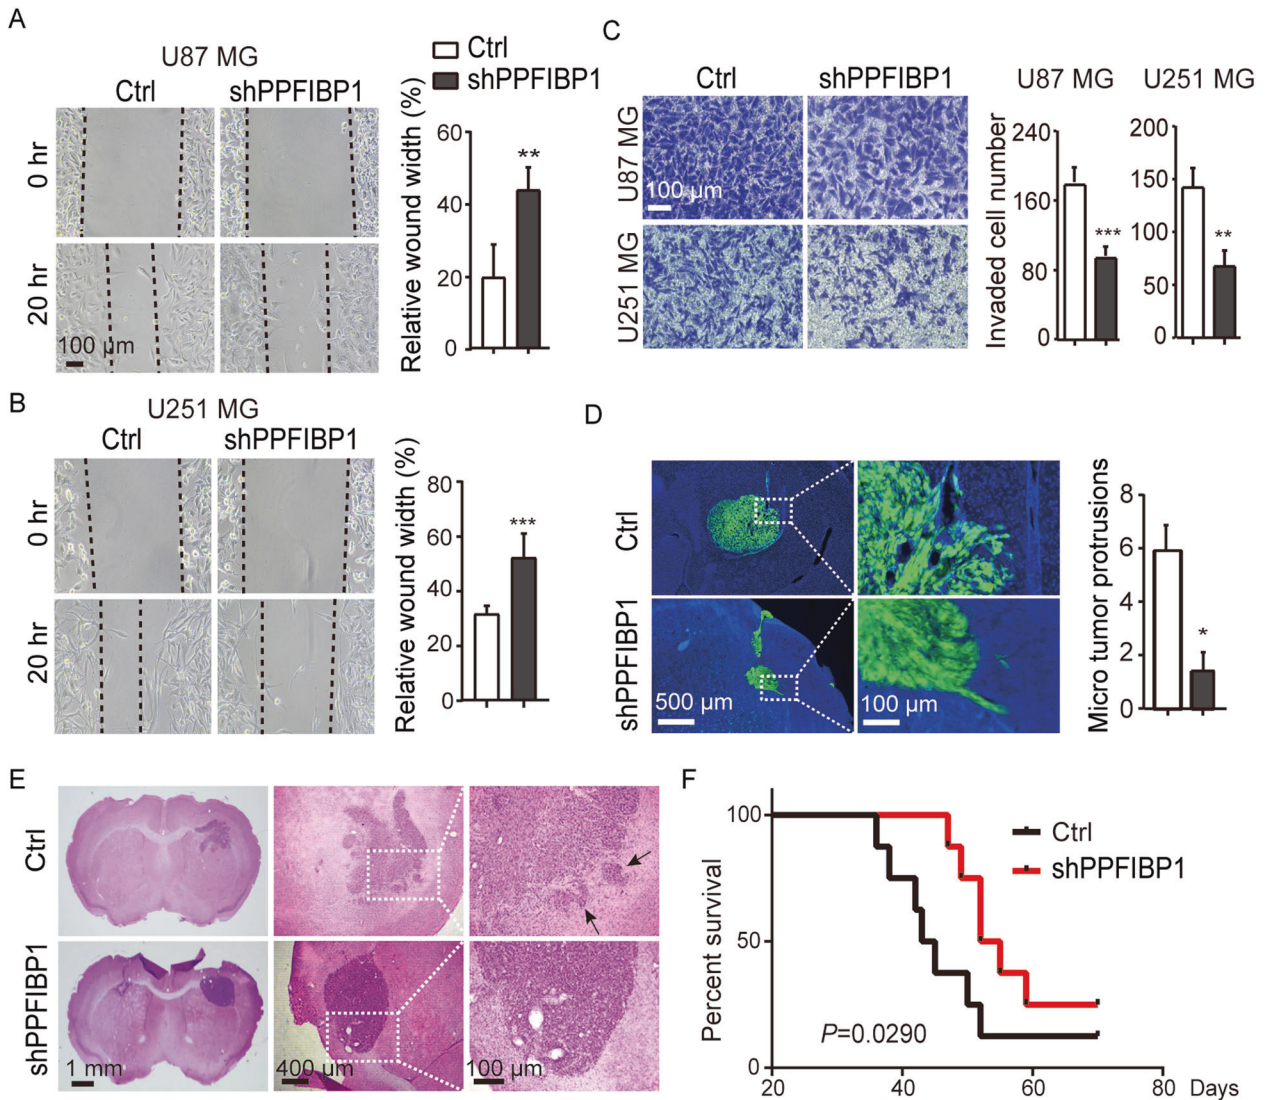 A
U87 MG
Ctrl
shPPFIBP1
0 hr
20 hr
100 µm
Ctrl
shPPFIBP1
Relative wound width (%)
60
40
20
0
**
B
U251 MG
Ctrl
shPPFIBP1
0 hr
20 hr
Relative wound width (%)
80
60
40
20
0
***
C
Ctrl
shPPFIBP1
U87 MG
U251 MG
100 µm
U87 MG
U251 MG
Invaded cell number
240
160
80
0
***
200
150
100
50
0
**
D
Ctrl
shPPFIBP1
500 µm
100 µm
Micro tumor protrusions
8
6
4
2
0
*
E
Ctrl
shPPFIBP1
1 mm
400 µm
100 µm
F
Percent survival
100
50
0
Ctrl
shPPFIBP1
P=0.0290
20
40
60
80
Days